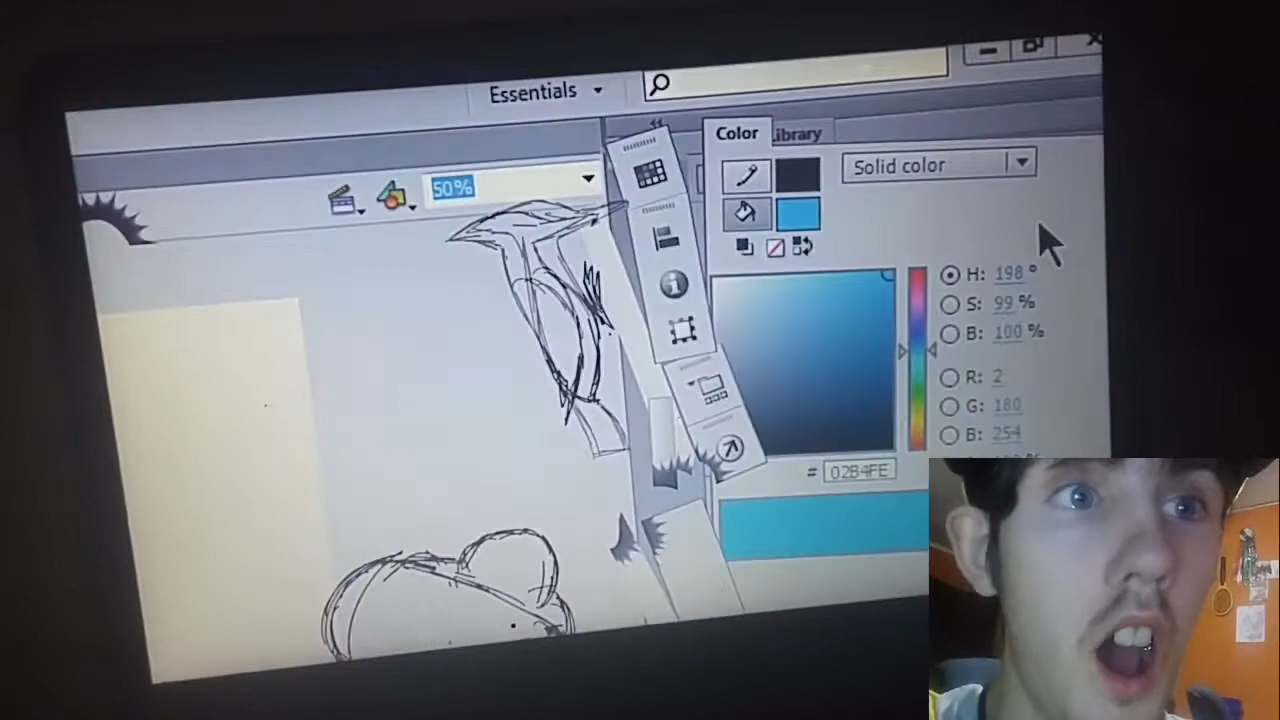 Essentials
50%
Color
Library
Solid color
H: 198 °
S: 99 %
B: 100 %
R: 2
G: 180
B: 254
# 02B4FE